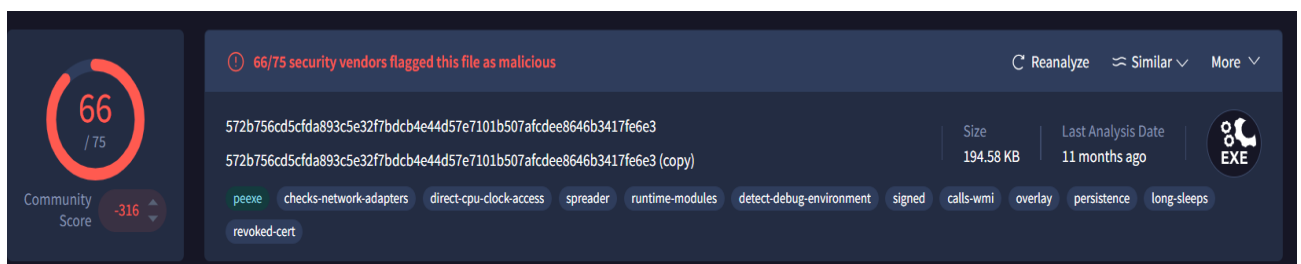 66
/ 75
Community
Score
-316
66/75 security vendors flagged this file as malicious
Reanalyze
Similar
More
572b756cd5cfda893c5e32f7bdcb4e44d57e7101b507afcdee8646b3417fe6e3
572b756cd5cfda893c5e32f7bdcb4e44d57e7101b507afcdee8646b3417fe6e3 (copy)
Size
194.58 KB
Last Analysis Date
11 months ago
EXE
peexe checks-network-adapters direct-cpu-clock-access spreader runtime-modules detect-debug-environment signed calls-wmi overlay persistence long-sleeps
revoked-cert